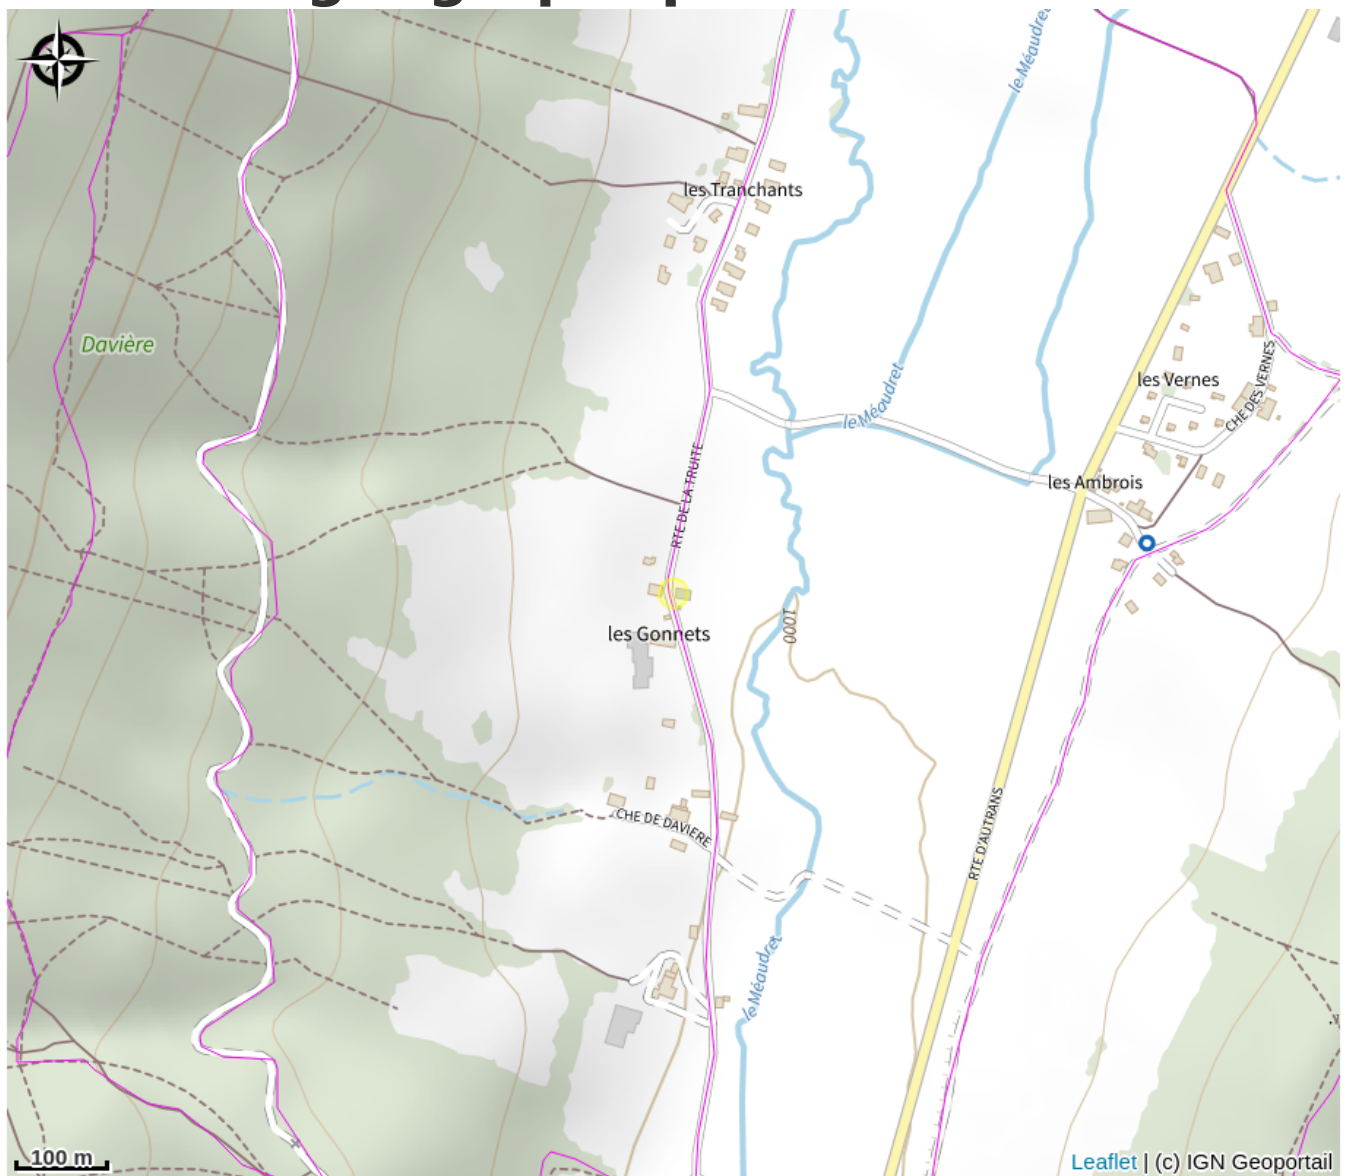 le Méaudret
les Tranchants
Davière
le Méaudret
les Vernes
CHE DES VERNES
RTE DE LA TRUITE
les Ambrois
1000
les Gonnets
CHE DE DAVIERE
RTE D'AUTRANS
le Méaudret
100 m
Leaflet | (c) IGN Geoportail